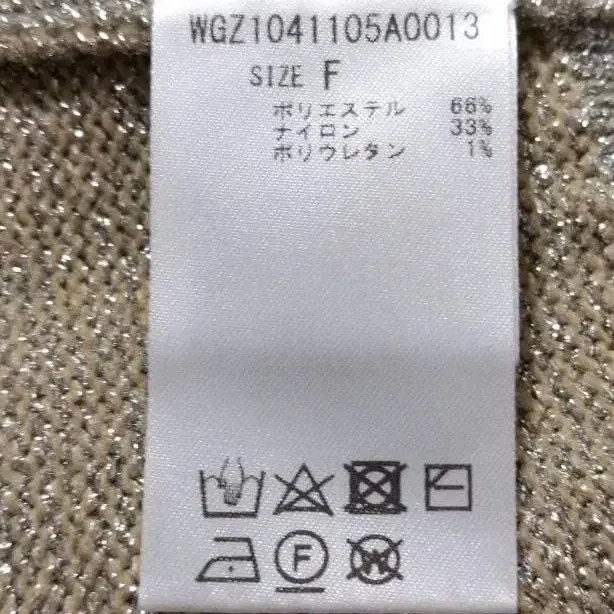 WGZ1041105A0013
SIZE F
ポリエステル 66%
ナイロン 33%
ポリウレタン 1%
F W